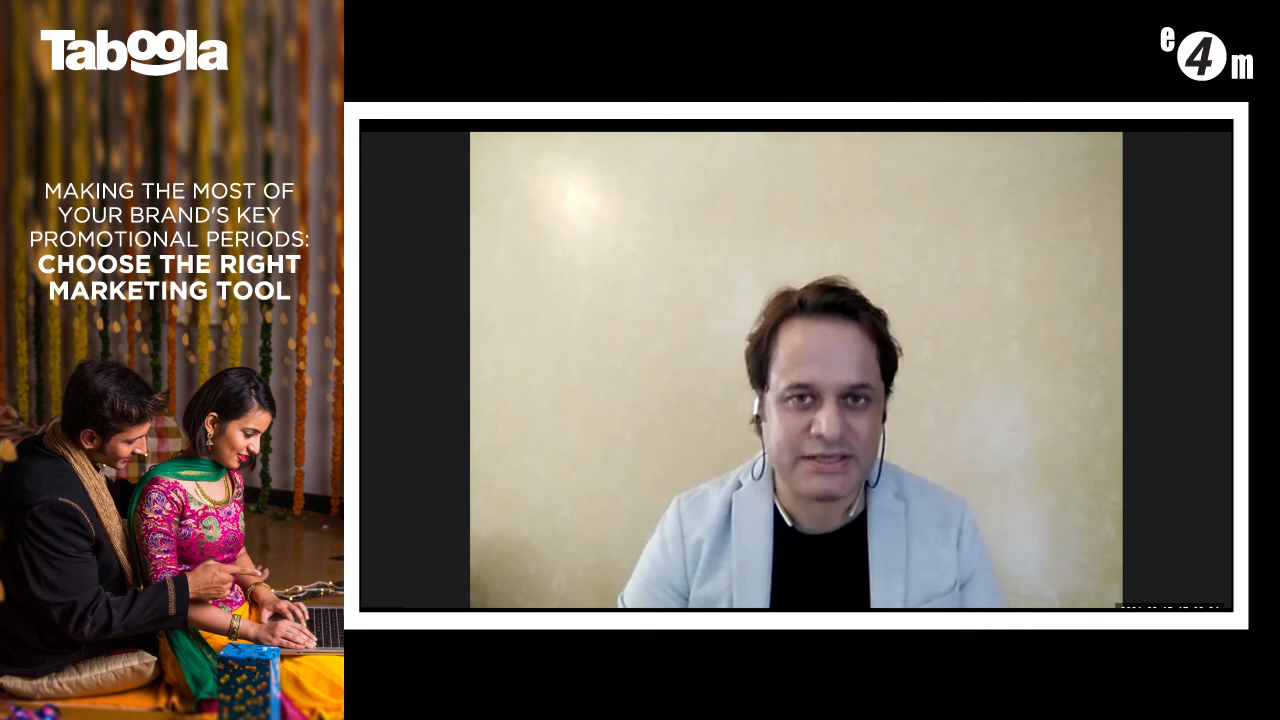 Taboola
MAKING THE MOST OF
YOUR BRAND'S KEY
PROMOTIONAL PERIODS:
CHOOSE THE RIGHT
MARKETING TOOL
e4m